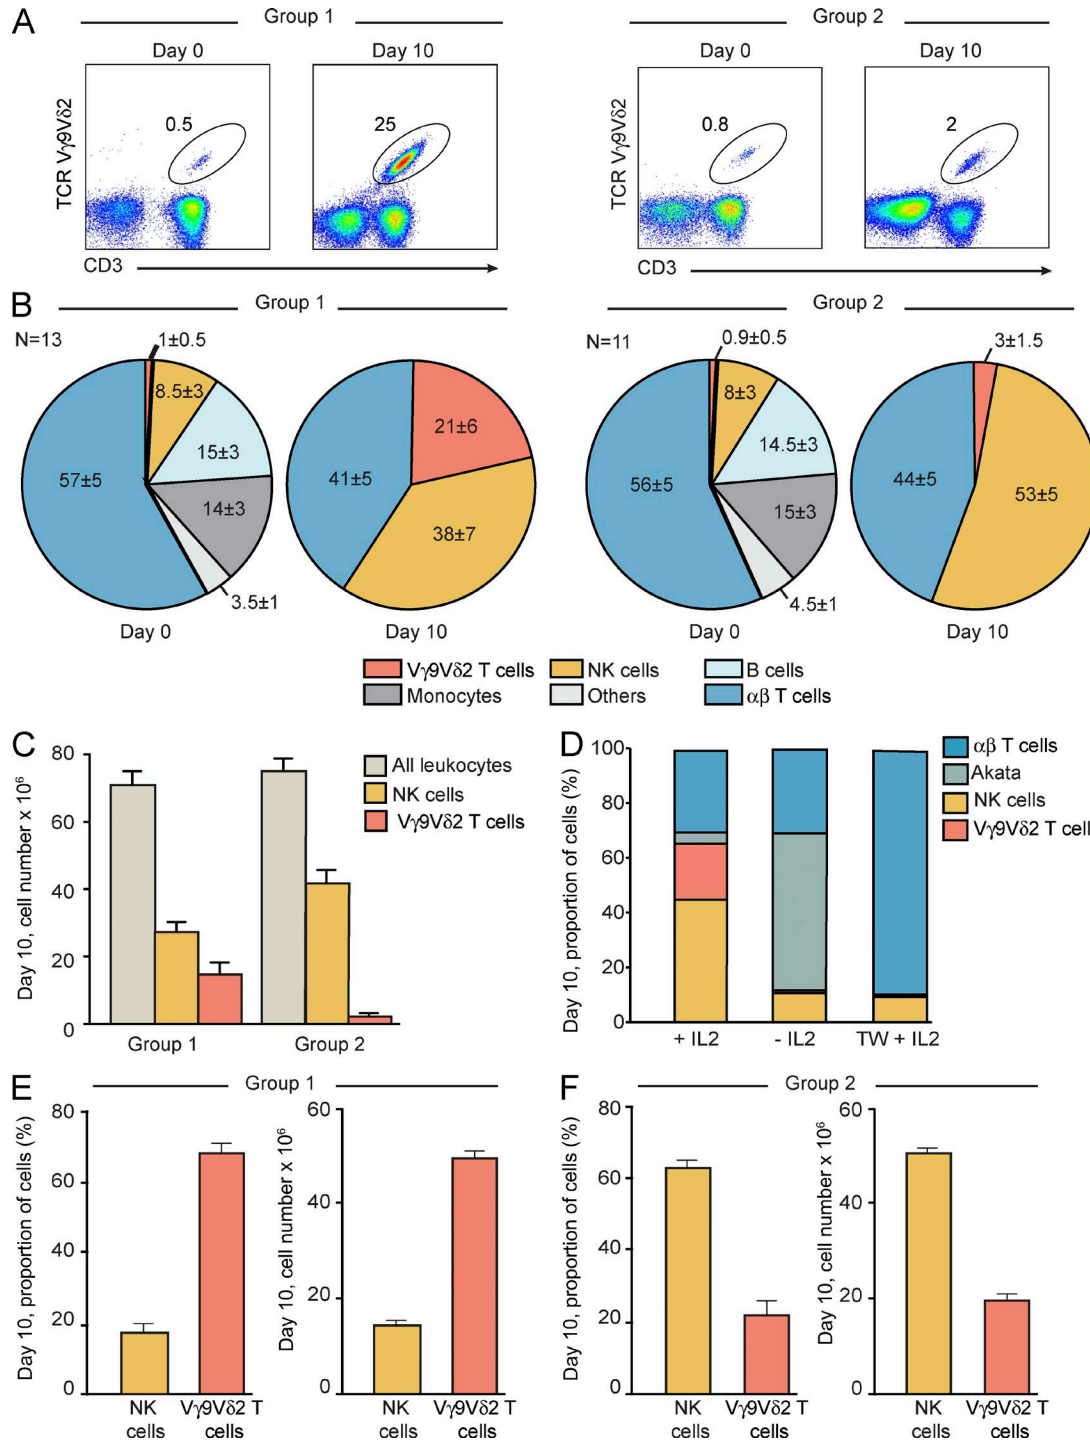 A
Group 1
Group 2
Day 0
Day 10
Day 0
Day 10
TCR Vγ9Vδ2
0.5
25
TCR Vγ9Vδ2
0.8
2
CD3
CD3
B
Group 1
Group 2
N=13
1±0.5
8.5±3
15±3
14±3
3.5±1
57±5
Day 0
21±6
38±7
41±5
Day 10
N=11
0.9±0.5
8±3
14.5±3
15±3
4.5±1
56±5
Day 0
3±1.5
53±5
44±5
Day 10
Vγ9Vδ2 T cells
NK cells
B cells
Monocytes
Others
αβ T cells
C
Day 10, cell number x 10⁶
80
60
40
20
0
All leukocytes
NK cells
Vγ9Vδ2 T cells
Group 1
Group 2
D
Day 10, proportion of cells (%)
100
80
60
40
20
0
αβ T cells
Akata
NK cells
Vγ9Vδ2 T cell
+ IL2
- IL2
TW + IL2
E
Group 1
Day 10, proportion of cells (%)
80
60
40
20
0
NK cells
Vγ9Vδ2 T cells
Day 10, cell number x 10⁶
60
40
20
0
NK cells
Vγ9Vδ2 T cells
F
Group 2
Day 10, proportion of cells (%)
80
60
40
20
0
NK cells
Vγ9Vδ2 T cells
Day 10, cell number x 10⁶
60
40
20
0
NK cells
Vγ9Vδ2 T cells